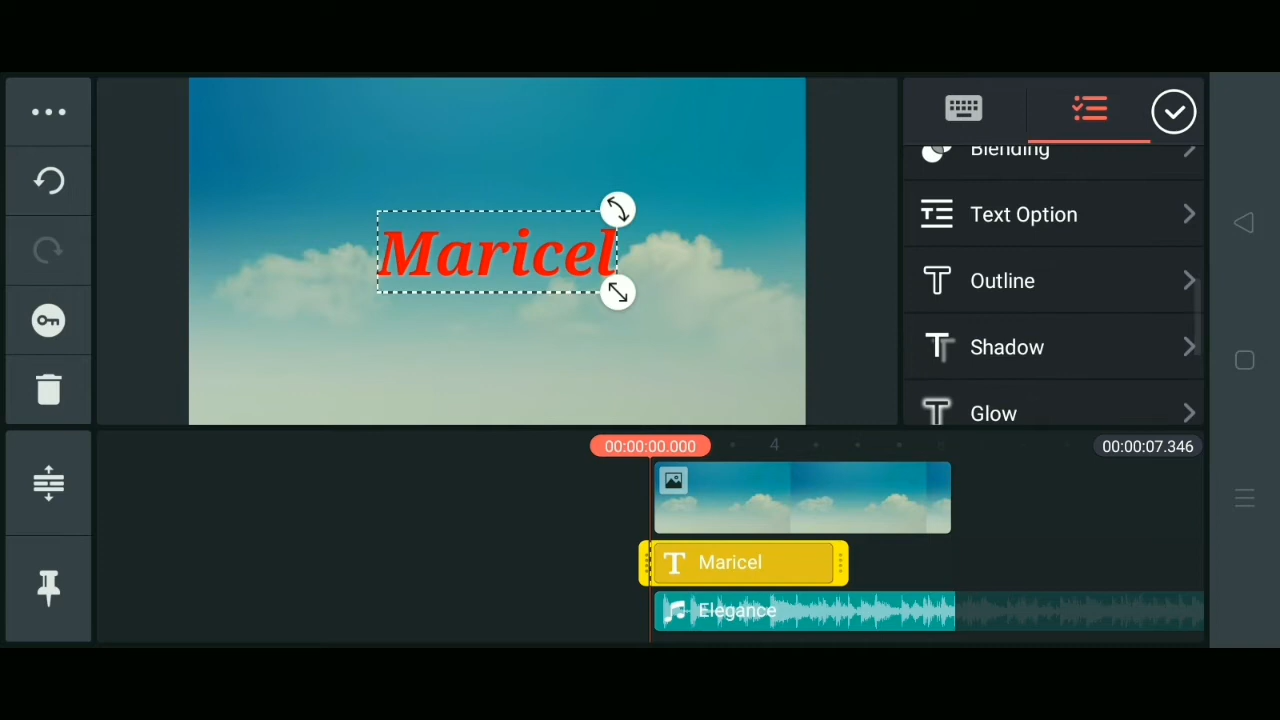 Blending
Maricel
Text Option
Outline
Shadow
Glow
00:00:00.000
4
00:00:07.346
Maricel
Elegance